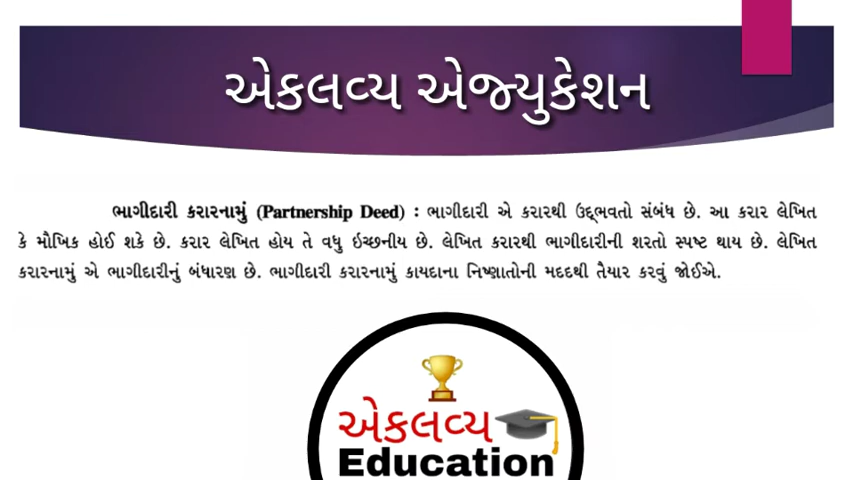 એકલવ્ય એજ્યુકેશન
ભાગીદારી કરારનામું (Partnership Deed) : ભાગીદારી એ કરારથી ઉદ્ભવતો સંબંધ છે. આ કરાર લેખિત
કે મૌખિક હોઈ શકે છે. કરાર લેખિત હોય તે વધુ ઇચ્છનીય છે. લેખિત કરારથી ભાગીદારીની શરતો સ્પષ્ટ થાય છે. લેખિત
કરારનામું એ ભાગીદારીનું બંધારણ છે. ભાગીદારી કરારનામું કાયદાના નિષ્ણાતોની મદદથી તૈયાર કરવું જોઈએ.
એકલવ્ય
Education